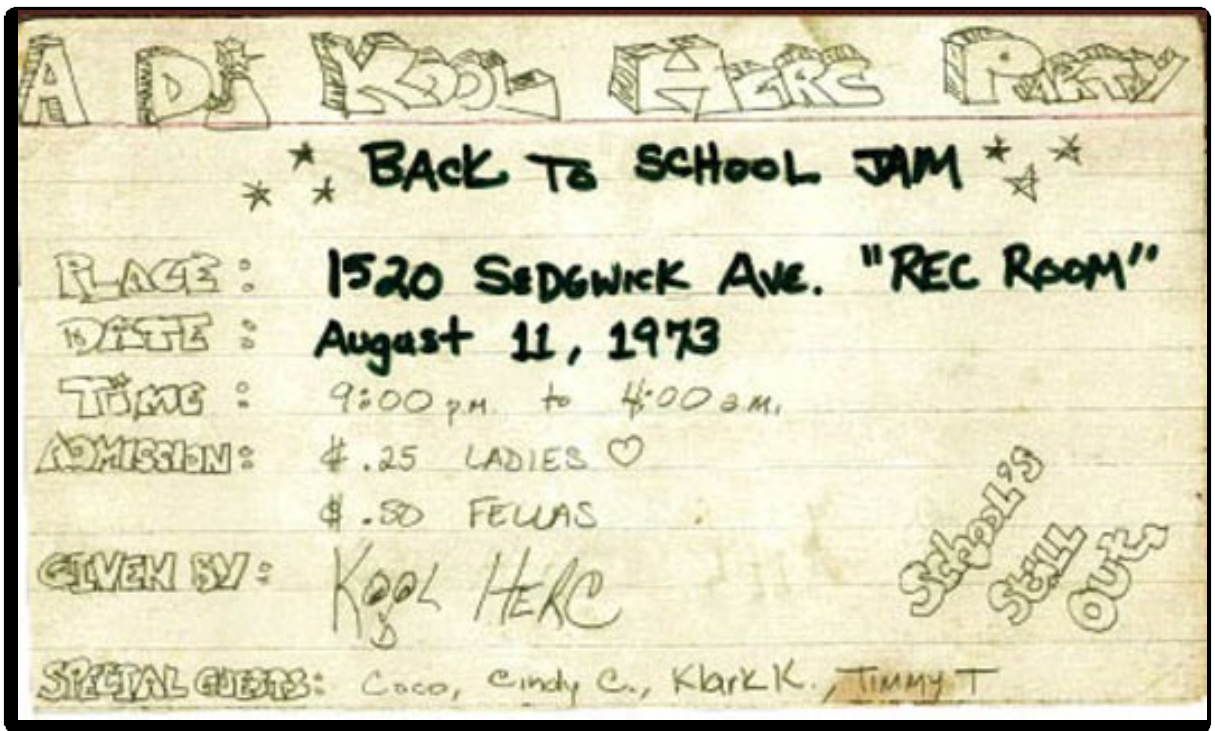 A DJ KOOL HERC PARTY
BACK TO SCHOOL JAM
PLACE: 1520 SEDGWICK AVE. "REC ROOM"
DATE: August 11, 1973
TIME: 9:00 p.m. to 4:00 a.m.
ADMISSION: $.25 LADIES ♡
$.50 FELLAS
GIVEN BY: KOOL HERC
SPECIAL GUESTS: Coco, Cindy C., Klark K., Timmy T
School's
Still
Out.